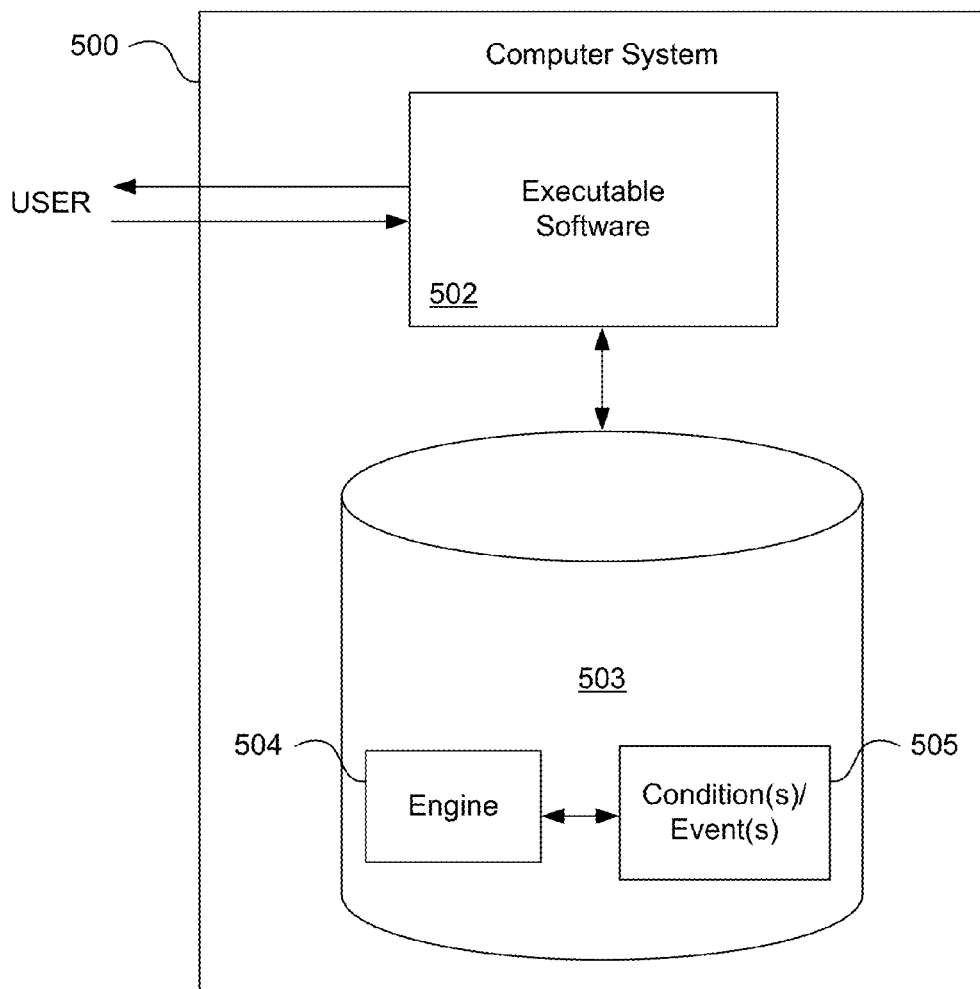 500
Computer System
USER
Executable
Software
502
503
504
505
Engine
Condition(s)/
Event(s)